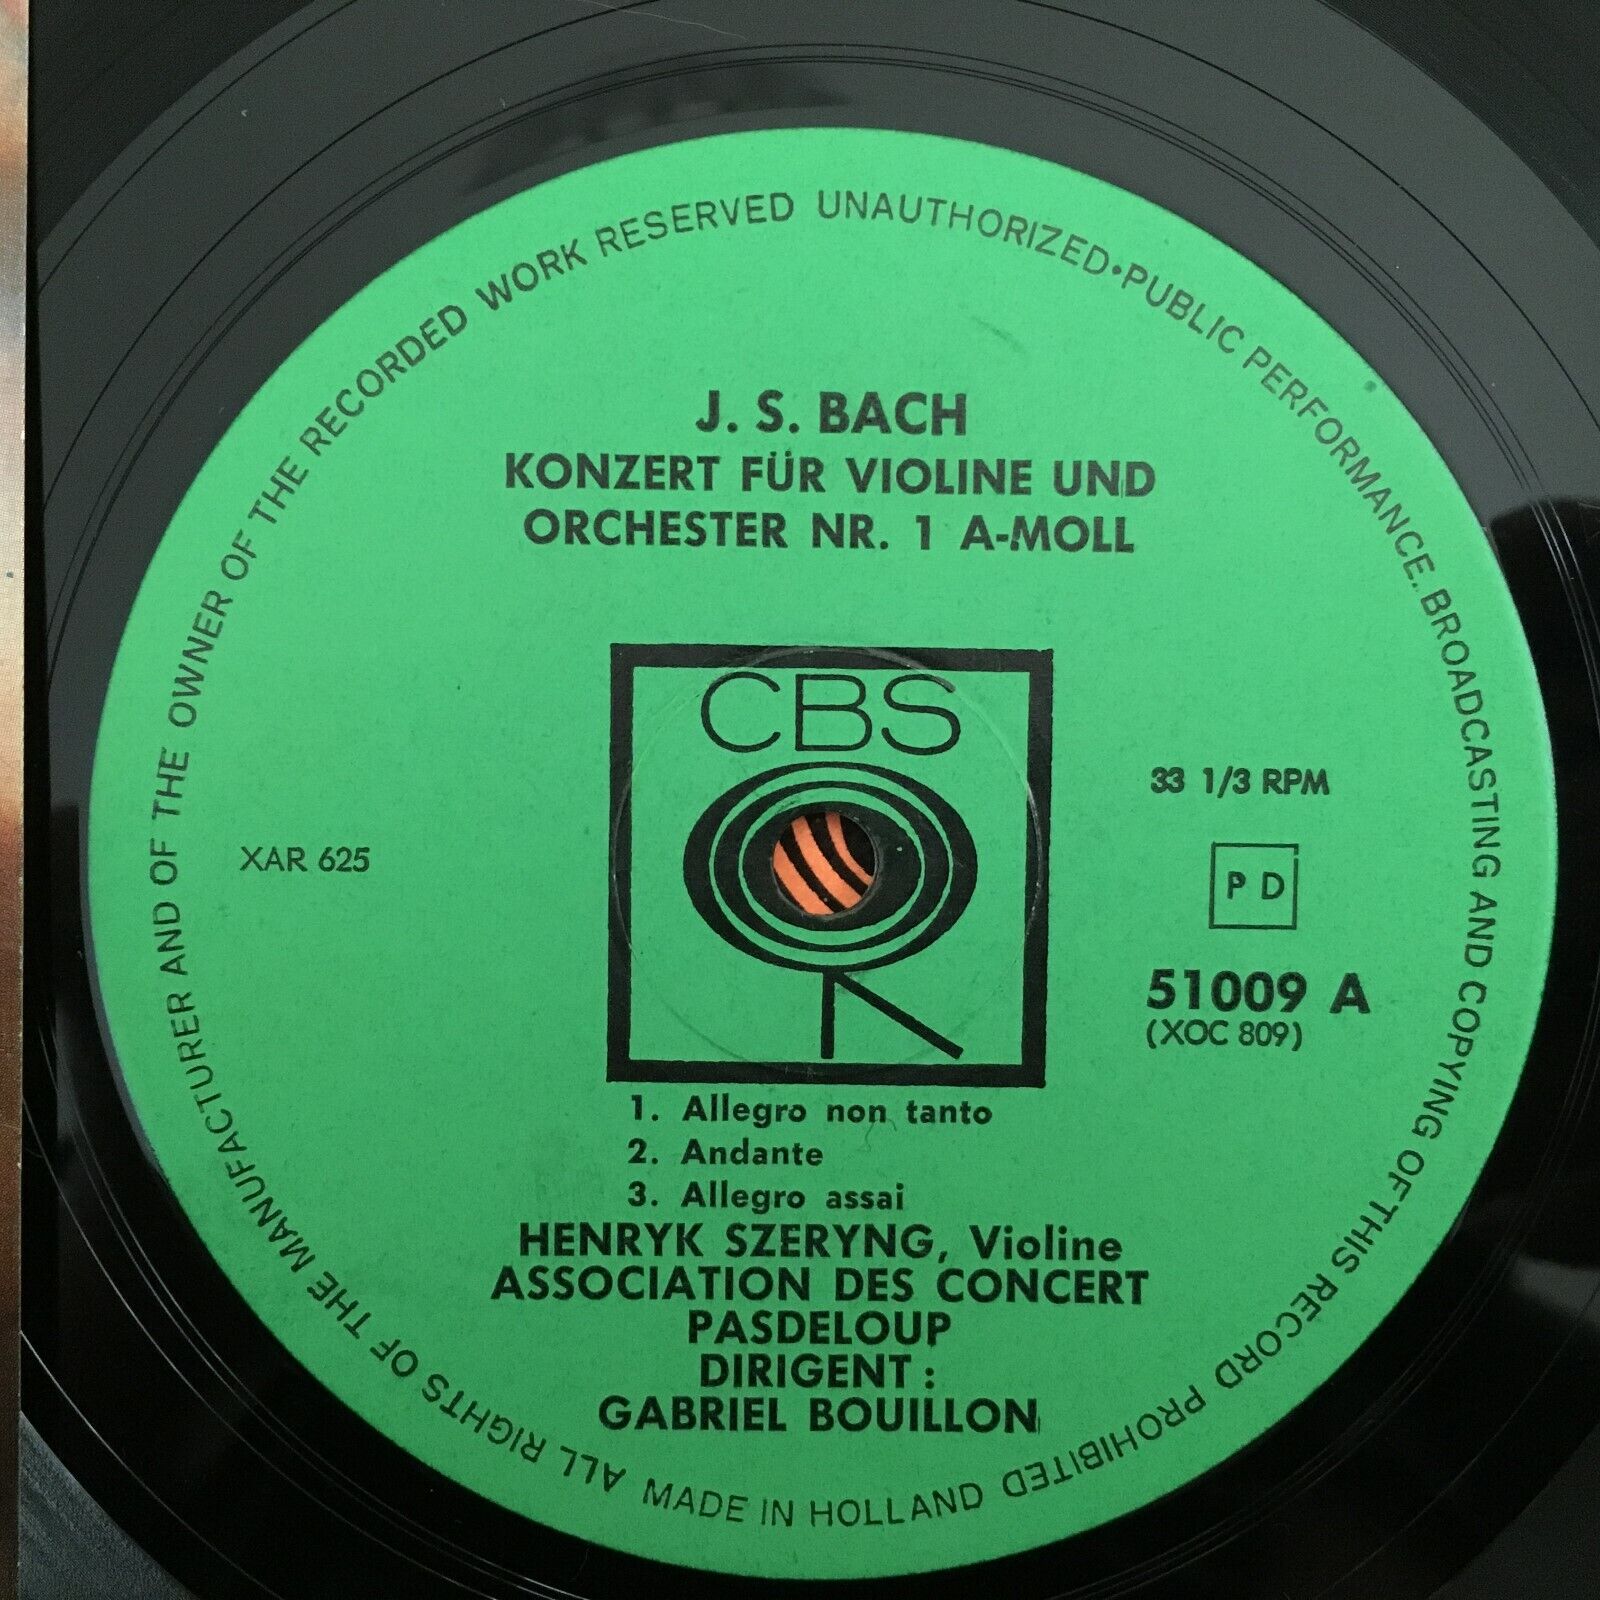 J. S. BACH
KONZERT FÜR VIOLINE UND
ORCHESTER NR. 1 A-MOLL
CBS
33 1/3 RPM
XAR 625
P D
51009 A
(XOC 809)
1. Allegro non tanto
2. Andante
3. Allegro assai
HENRYK SZERYNG, Violine
ASSOCIATION DES CONCERT
PASDELOUP
DIRIGENT :
GABRIEL BOUILLON
ALL RIGHTS OF THE MANUFACTURER AND OF THE OWNER OF THE RECORDED WORK RESERVED UNAUTHORIZED•PUBLIC PERFORMANCE. BROADCASTING AND COPYING OF THIS RECORD PROHIBITED
MADE IN HOLLAND